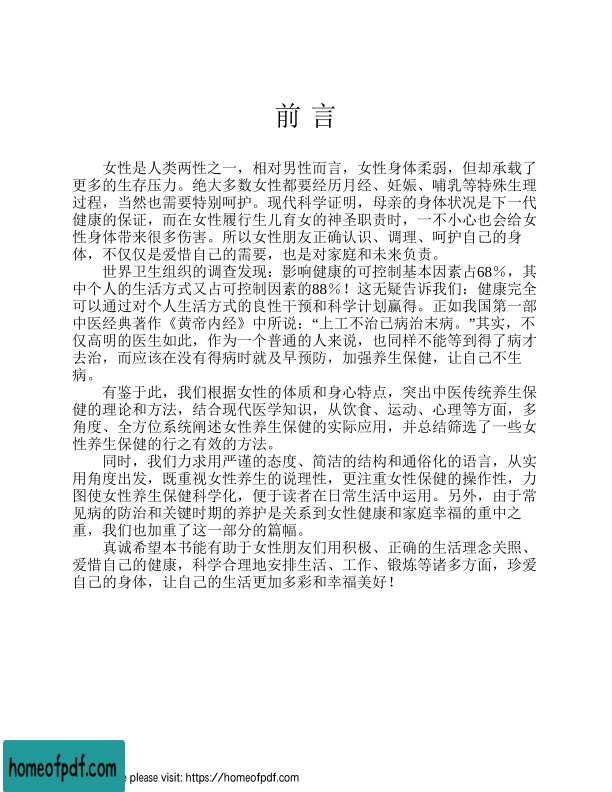 前 言
女性是人类两性之一，相对男性而言，女性身体柔弱，但却承载了
更多的生存压力。绝大多数女性都要经历月经、妊娠、哺乳等特殊生理
过程，当然也需要特别呵护。现代科学证明，母亲的身体状况是下一代
健康的保证，而在女性履行生儿育女的神圣职责时，一不小心也会给女
性身体带来很多伤害。所以女性朋友正确认识、调理、呵护自己的身
体，不仅仅是爱惜自己的需要，也是对家庭和未来负责。
世界卫生组织的调查发现：影响健康的可控制基本因素占68％，其
中个人的生活方式又占可控制因素的88％！这无疑告诉我们：健康完全
可以通过对个人生活方式的良性干预和科学计划赢得。正如我国第一部
中医经典著作《黄帝内经》中所说：“上工不治已病治末病。”其实，不
仅高明的医生如此，作为一个普通的人来说，也同样不能等到得了病才
去治，而应该在没有得病时就及早预防，加强养生保健，让自己不生
病。
有鉴于此，我们根据女性的体质和身心特点，突出中医传统养生保
健的理论和方法，结合现代医学知识，从饮食、运动、心理等方面，多
角度、全方位系统阐述女性养生保健的实际应用，并总结筛选了一些女
性养生保健的行之有效的方法。
同时，我们力求用严谨的态度、简洁的结构和通俗化的语言，从实
用角度出发，既重视女性养生的说理性，更注重女性保健的操作性，力
图使女性养生保健科学化，便于读者在日常生活中运用。另外，由于常
见病的防治和关键时期的养护是关系到女性健康和家庭幸福的重中之
重，我们也加重了这一部分的篇幅。
真诚希望本书能有助于女性朋友们用积极、正确的生活理念关照、
爱惜自己的健康，科学合理地安排生活、工作、锻炼等诸多方面，珍爱
自己的身体，让自己的生活更加多彩和幸福美好！
homeofpdf.com
e please visit: https://homeofpdf.com